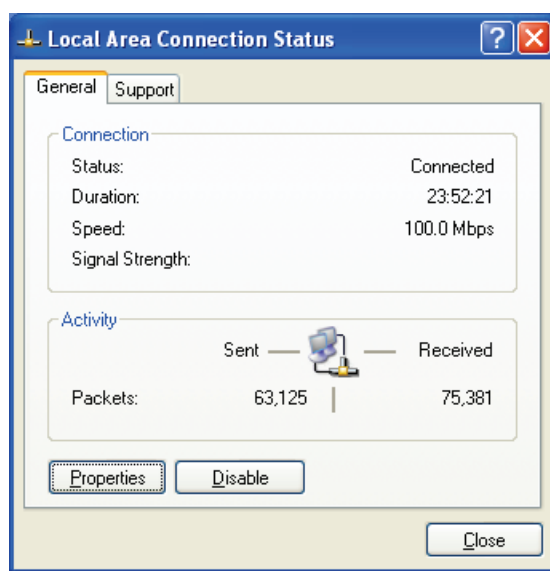 Local Area Connection Status
General Support
Connection
Status: Connected
Duration: 23:52:21
Speed: 100.0 Mbps
Signal Strength:
Activity
Sent Received
Packets: 63,125 75,381
Properties Disable
Close